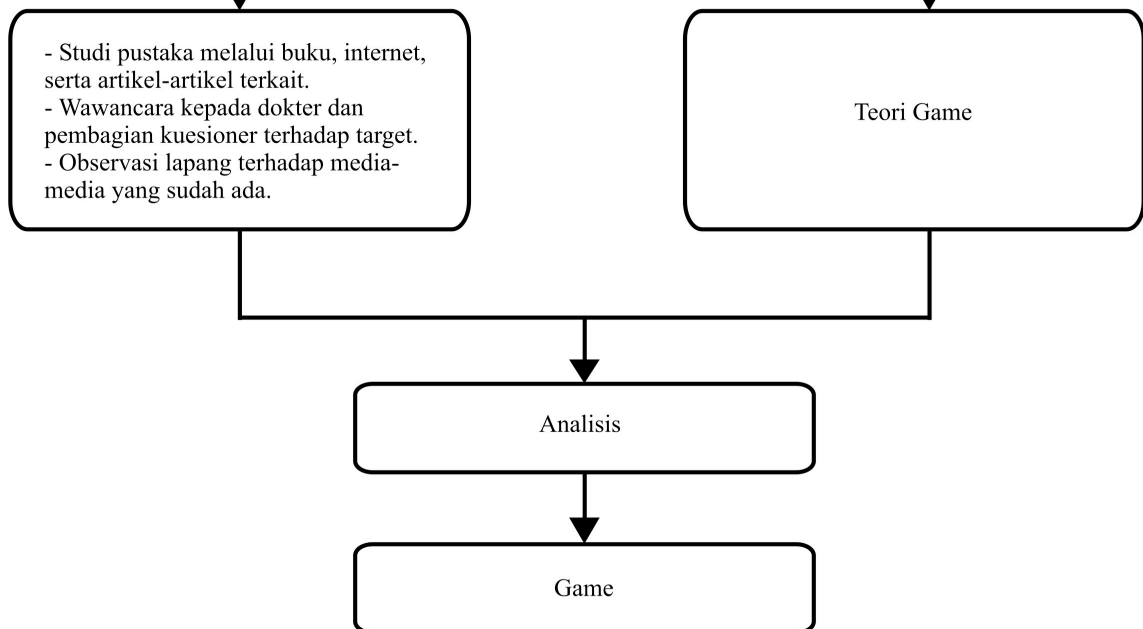 - Studi pustaka melalui buku, internet,
serta artikel-artikel terkait.
- Wawancara kepada dokter dan
pembagian kuesioner terhadap target.
- Observasi lapang terhadap media-
media yang sudah ada.
Teori Game
Analisis
Game